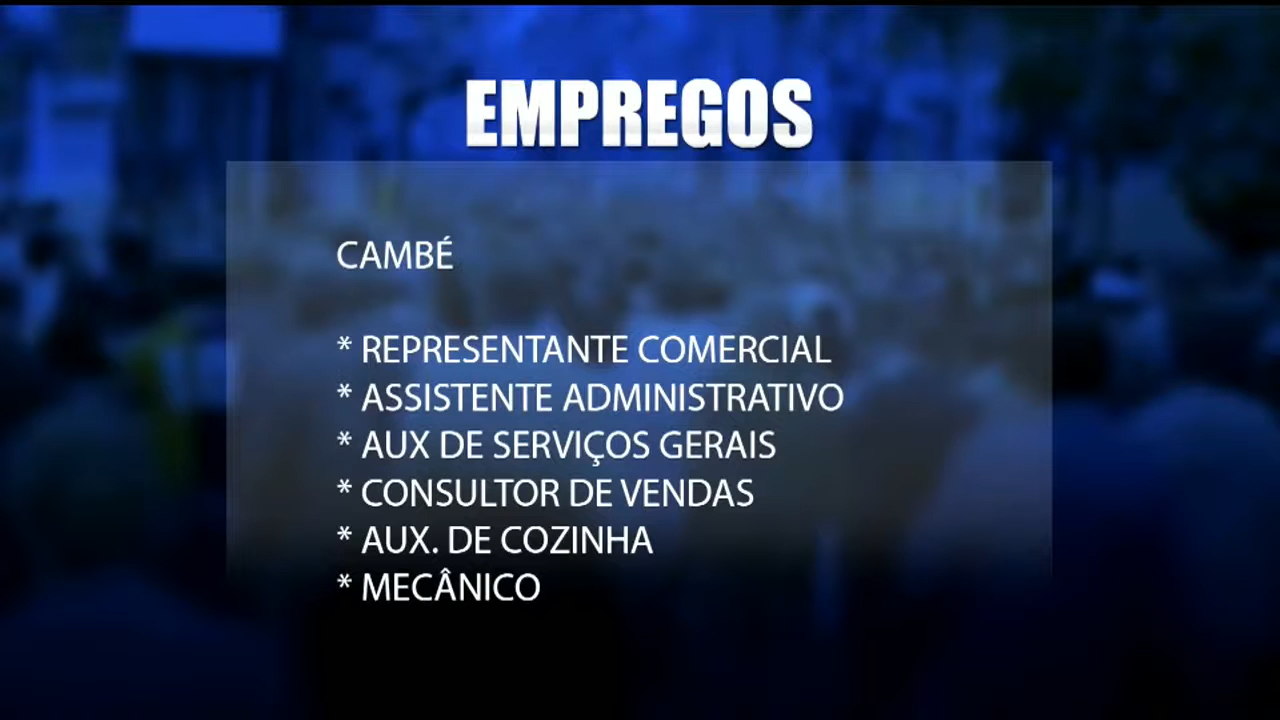 EMPREGOS
CAMBÉ
* REPRESENTANTE COMERCIAL
* ASSISTENTE ADMINISTRATIVO
* AUX DE SERVIÇOS GERAIS
* CONSULTOR DE VENDAS
* AUX. DE COZINHA
* MECÂNICO